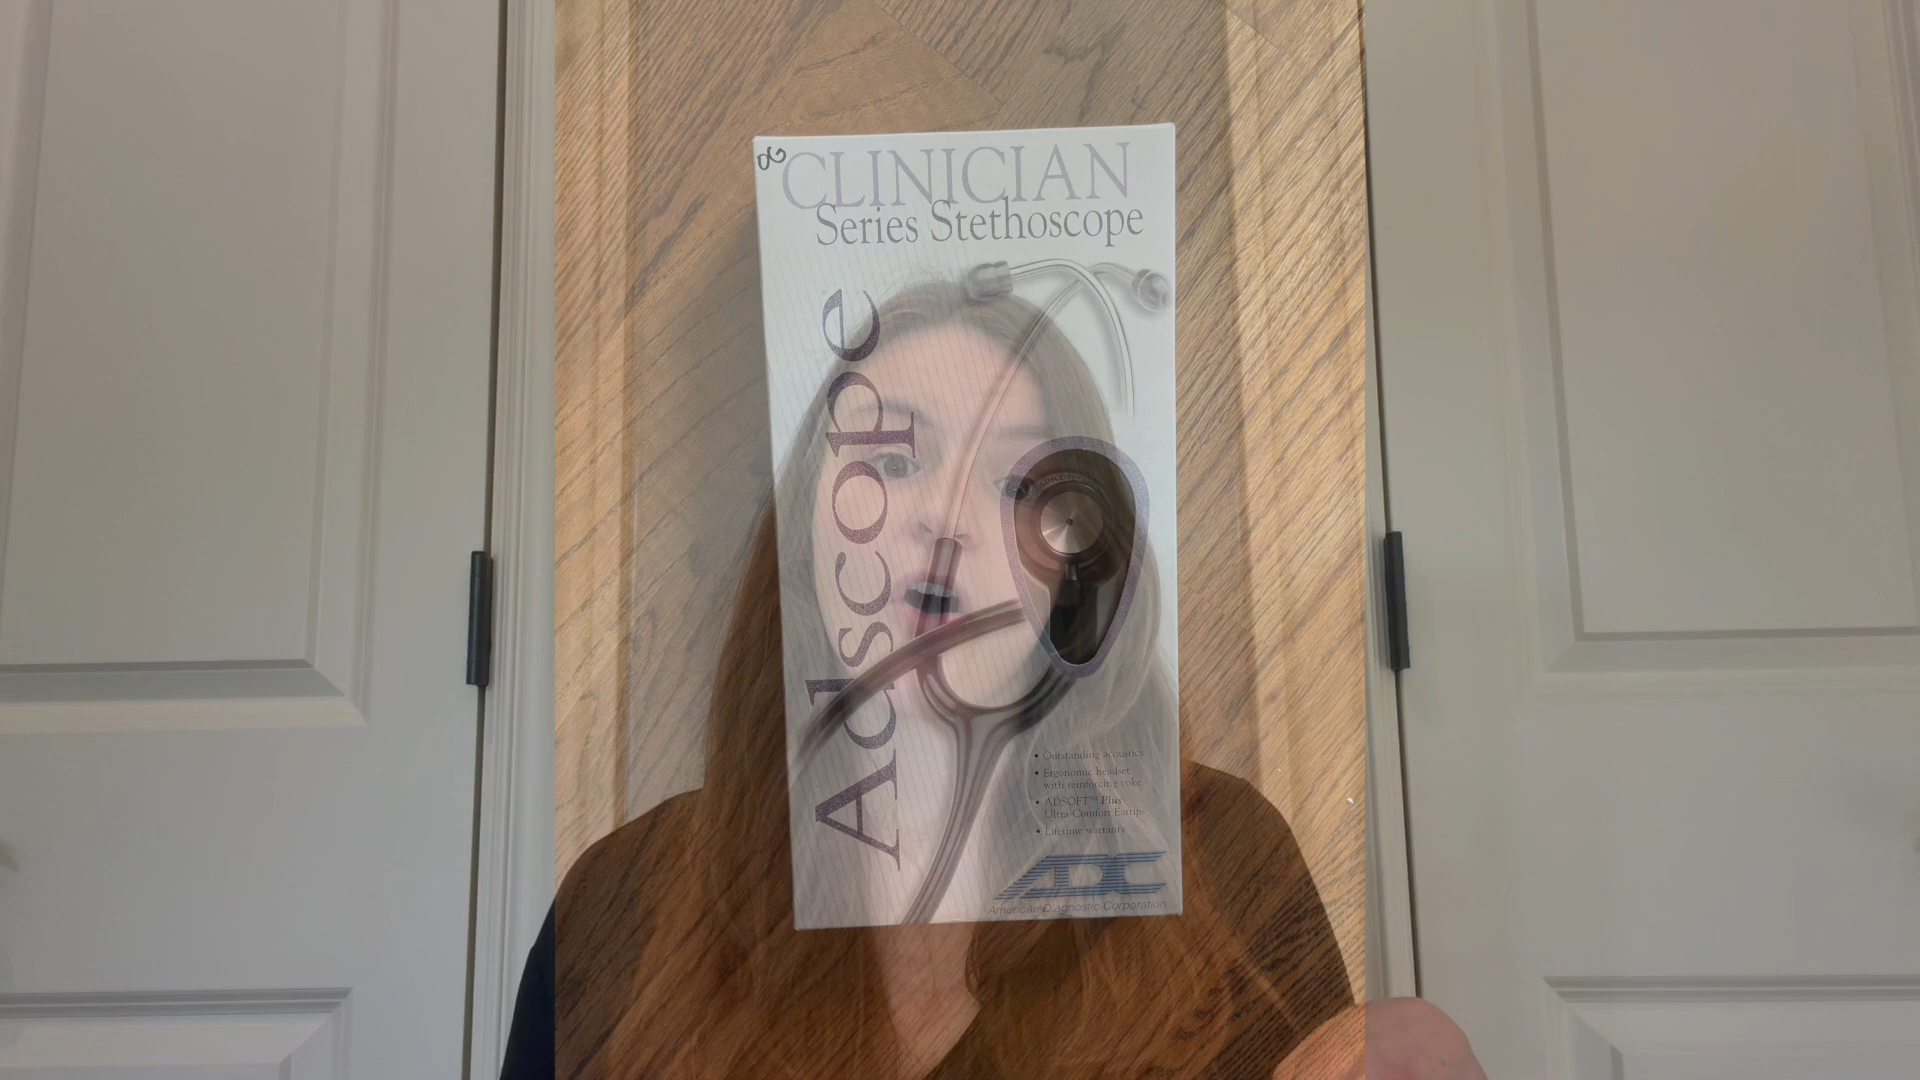 CLINICIAN
Series Stethoscope
Adscope
• Outstanding acoustics
• Ergonomic headset
with reinforcing yoke
• ADSOFT™ Plus
Ultra-Comfort Eartips
• Lifetime warranty
ADC
American Diagnostic Corporation